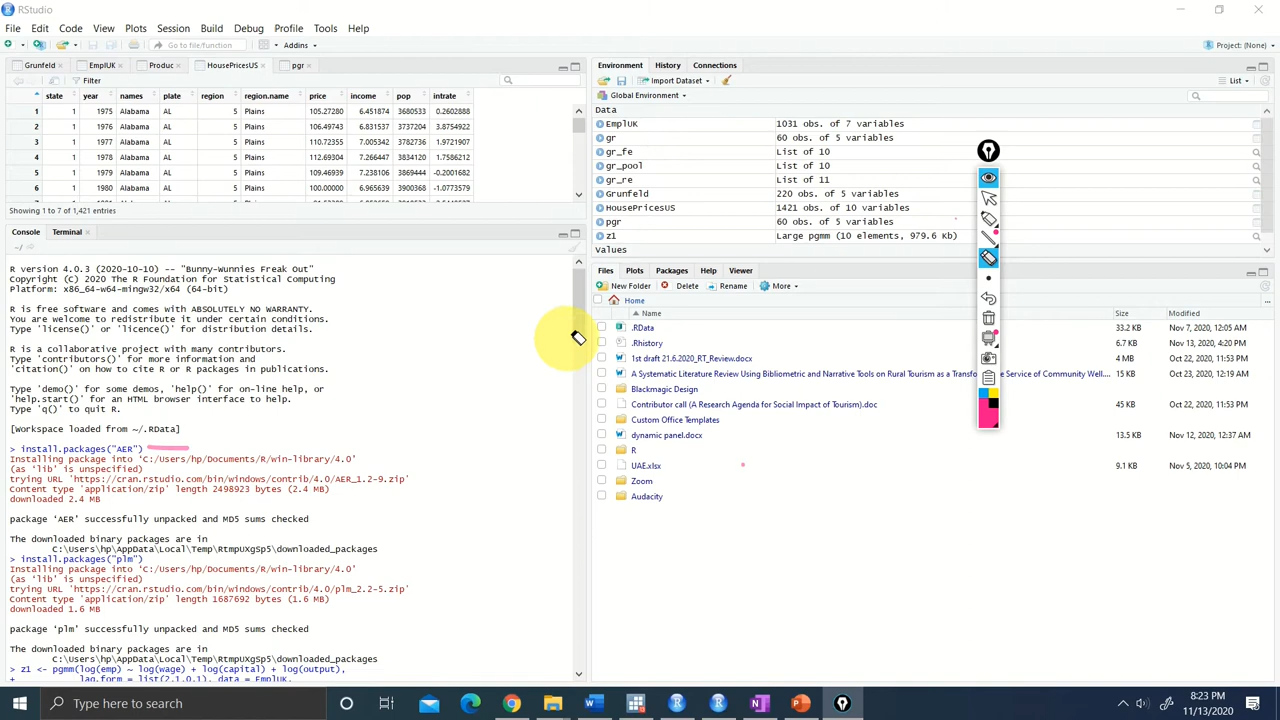 RStudio
File Edit Code View Plots Session Build Debug Profile Tools Help
Go to file/function Addins Project: (None)
Grunfeld EmplUK Produc HousePricesUS pgr
Filter
state year names plate region region.name price income pop intrate
1 1 1975 Alabama AL 5 Plains 105.27280 6.451874 3680533 0.2602888
2 1 1976 Alabama AL 5 Plains 106.49743 6.831537 3737204 3.8754922
3 1 1977 Alabama AL 5 Plains 110.72355 7.005342 3782736 1.9721907
4 1 1978 Alabama AL 5 Plains 112.69304 7.266447 3834120 1.7586212
5 1 1979 Alabama AL 5 Plains 109.46939 7.238106 3869444 -0.2001682
6 1 1980 Alabama AL 5 Plains 100.00000 6.965639 3900368 -1.0773579
Showing 1 to 7 of 1,421 entries
Console Terminal
~/
R version 4.0.3 (2020-10-10) -- "Bunny-Wunnies Freak Out"
Copyright (C) 2020 The R Foundation for Statistical Computing
Platform: x86_64-w64-mingw32/x64 (64-bit)
R is free software and comes with ABSOLUTELY NO WARRANTY.
You are welcome to redistribute it under certain conditions.
Type 'license()' or 'licence()' for distribution details.
R is a collaborative project with many contributors.
Type 'contributors()' for more information and
'citation()' on how to cite R or R packages in publications.
Type 'demo()' for some demos, 'help()' for on-line help, or
'help.start()' for an HTML browser interface to help.
Type 'q()' to quit R.
[Workspace loaded from ~/.RData]
> install.packages("AER")
Installing package into 'C:/Users/hp/Documents/R/win-library/4.0'
(as 'lib' is unspecified)
trying URL 'https://cran.rstudio.com/bin/windows/contrib/4.0/AER_1.2-9.zip'
Content type 'application/zip' length 2498923 bytes (2.4 MB)
downloaded 2.4 MB
package 'AER' successfully unpacked and MD5 sums checked
The downloaded binary packages are in
C:\Users\hp\AppData\Local\Temp\RtmpUXgSp5\downloaded_packages
> install.packages("plm")
Installing package into 'C:/Users/hp/Documents/R/win-library/4.0'
(as 'lib' is unspecified)
trying URL 'https://cran.rstudio.com/bin/windows/contrib/4.0/plm_2.2-5.zip'
Content type 'application/zip' length 1687692 bytes (1.6 MB)
downloaded 1.6 MB
package 'plm' successfully unpacked and MD5 sums checked
The downloaded binary packages are in
C:\Users\hp\AppData\Local\Temp\RtmpUXgSp5\downloaded_packages
> z1 <- pgmm(log(emp) ~ log(wage) + log(capital) + log(output),
+ lag.form = list(2,1,0,1), data = EmplUK,
Environment History Connections
Import Dataset List
Global Environment
Data
EmplUK 1031 obs. of 7 variables
gr 60 obs. of 5 variables
gr_fe List of 10
gr_pool List of 10
gr_re List of 11
Grunfeld 220 obs. of 5 variables
HousePricesUS 1421 obs. of 10 variables
pgr 60 obs. of 5 variables
z1 Large pgmm (10 elements, 979.6 Kb)
Values
Files Plots Packages Help Viewer
New Folder Delete Rename More
Home
Name Size Modified
.RData 33.2 KB Nov 7, 2020, 12:05 AM
.Rhistory 6.7 KB Nov 13, 2020, 4:20 PM
1st draft 21.6.2020_RT_Review.docx 4 MB Oct 22, 2020, 11:53 PM
A Systematic Literature Review Using Bibliometric and Narrative Tools on Rural Tourism as a Transforma... Service of Community Well.... 15 KB Oct 23, 2020, 12:19 AM
Blackmagic Design
Contributor call (A Research Agenda for Social Impact of Tourism).doc 45 KB Oct 22, 2020, 11:53 PM
Custom Office Templates
dynamic panel.docx 13.5 KB Nov 12, 2020, 12:37 AM
R
UAE.xlsx 9.1 KB Nov 5, 2020, 10:04 PM
Zoom
Audacity
Type here to search
8:23 PM
11/13/2020